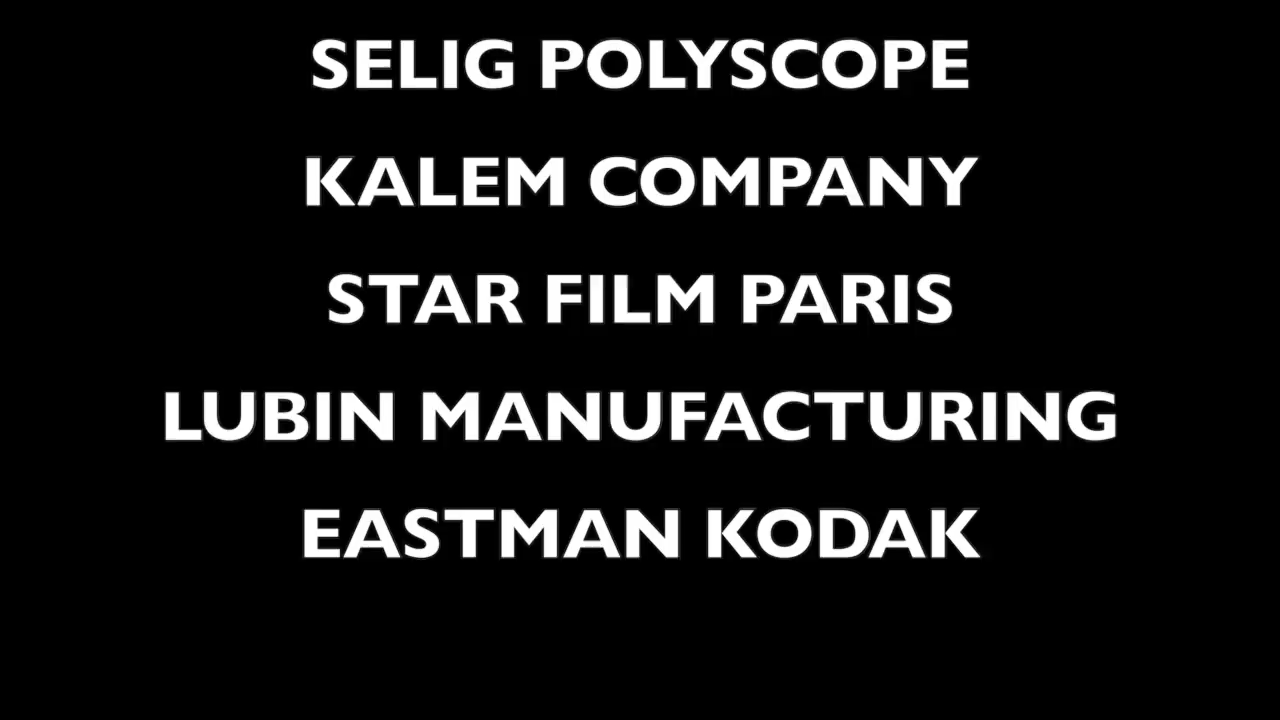 SELIG POLYSCOPE
KALEM COMPANY
STAR FILM PARIS
LUBIN MANUFACTURING
EASTMAN KODAK